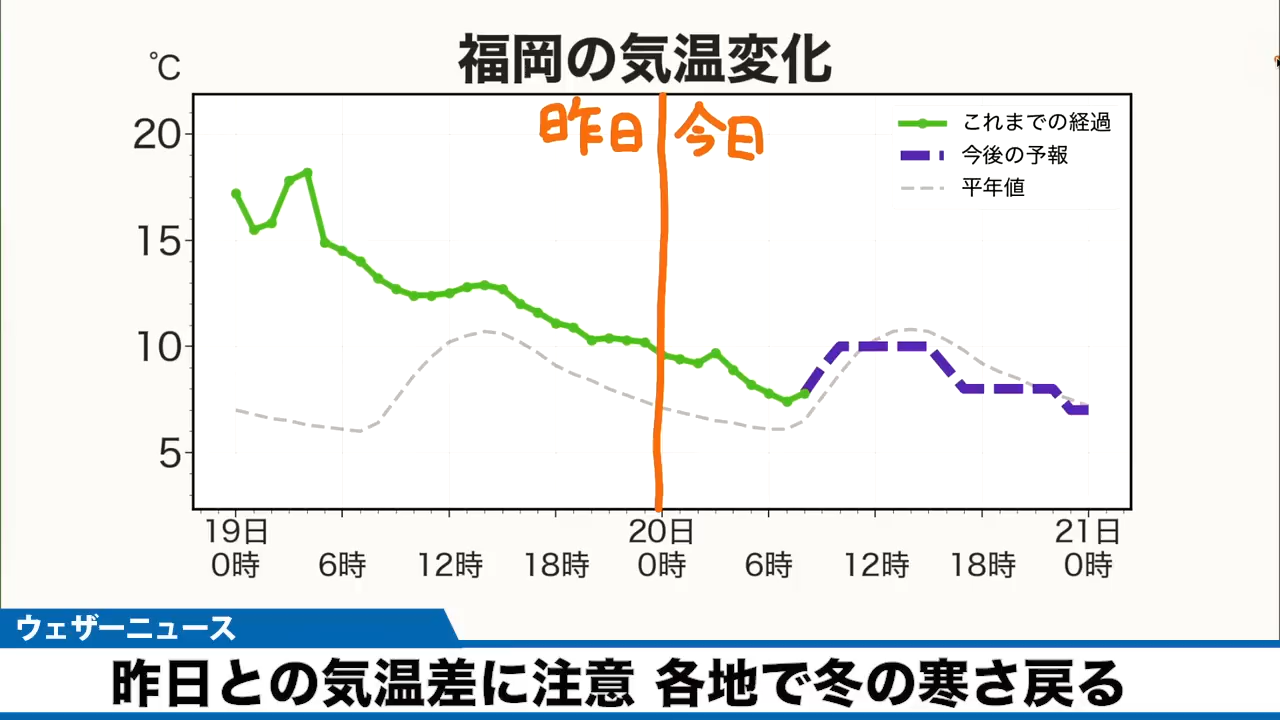 福岡の気温変化
℃
昨日 今日
これまでの経過
今後の予報
平年値
20
15
10
5
19日 20日 21日
0時 6時 12時 18時 0時 6時 12時 18時 0時
ウェザーニュース
昨日との気温差に注意 各地で冬の寒さ戻る